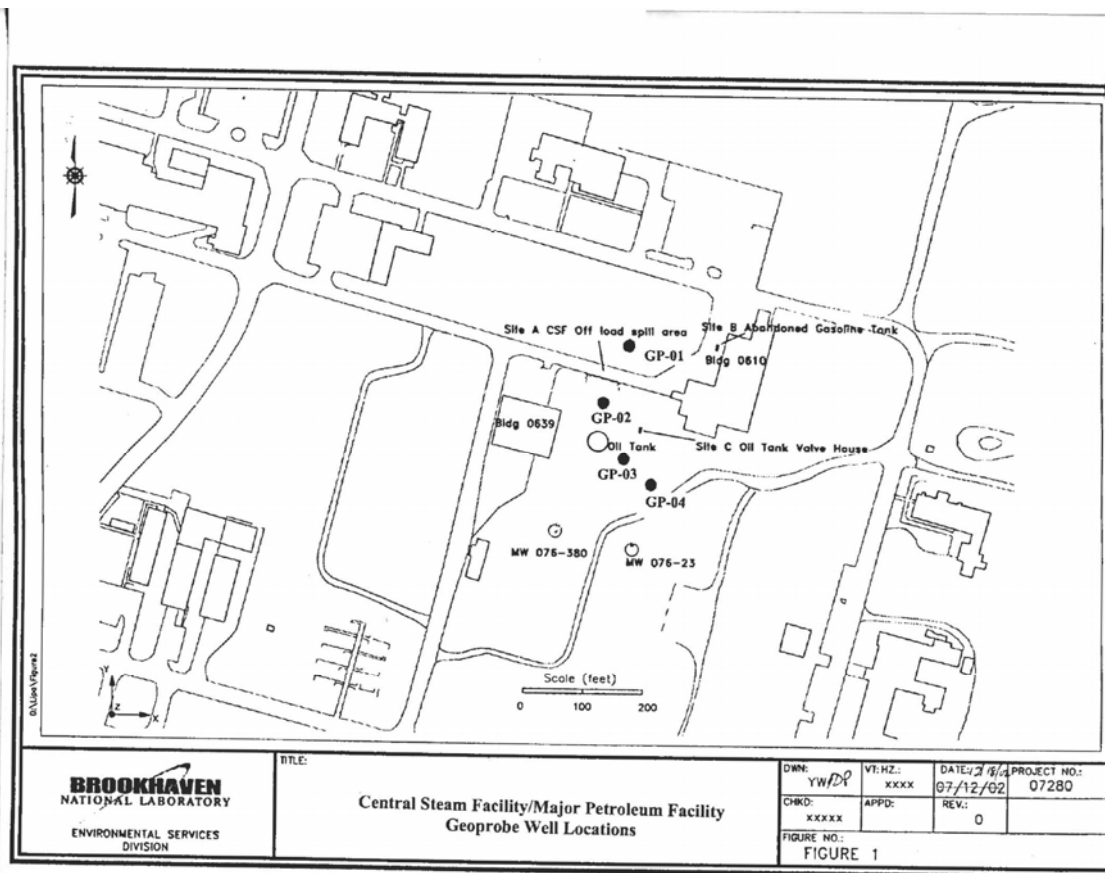 Site A CSF Off load spill area
GP-01
Site B Abandoned Gasoline Tank
Bldg 0610
GP-02
Bldg 0639
Oil Tank
Site C Oil Tank Valve House
GP-03
GP-04
MW 076-380
MW 076-23
Scale (feet)
0 100 200
Y
Z
X
BROOKHAVEN
NATIONAL LABORATORY
ENVIRONMENTAL SERVICES
DIVISION
TITLE:
Central Steam Facility/Major Petroleum Facility
Geoprobe Well Locations
DWN:
YW/
VT:HZ.:
xxxx
DATE:
07/12/02
PROJECT NO.:
07280
CHKD:
xxxxx
APPD:
REV.:
0
FIGURE NO.:
FIGURE 1